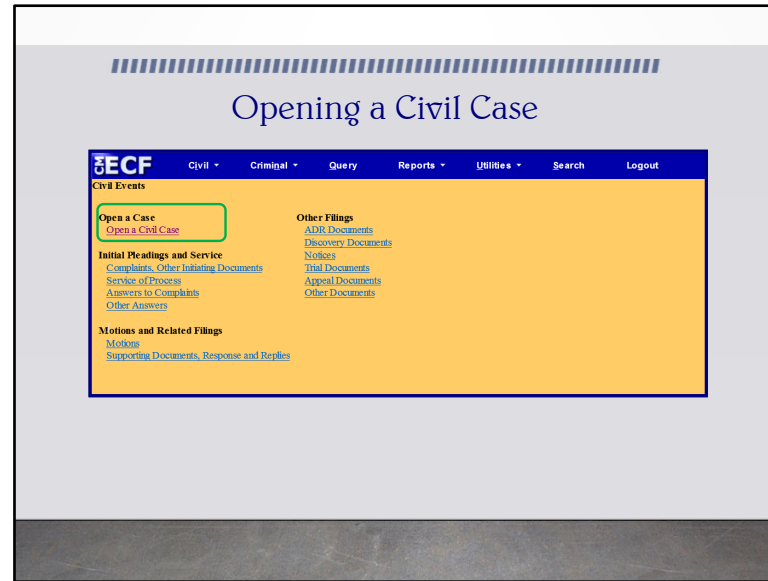 Opening a Civil Case
CM ECF Civil Criminal Query Reports Utilities Search Logout
Civil Events
Open a Case
Open a Civil Case
Initial Pleadings and Service
Complaints, Other Initiating Documents
Service of Process
Answers to Complaints
Other Answers
Motions and Related Filings
Motions
Supporting Documents, Response and Replies
Other Filings
ADR Documents
Discovery Documents
Notices
Trial Documents
Appeal Documents
Other Documents